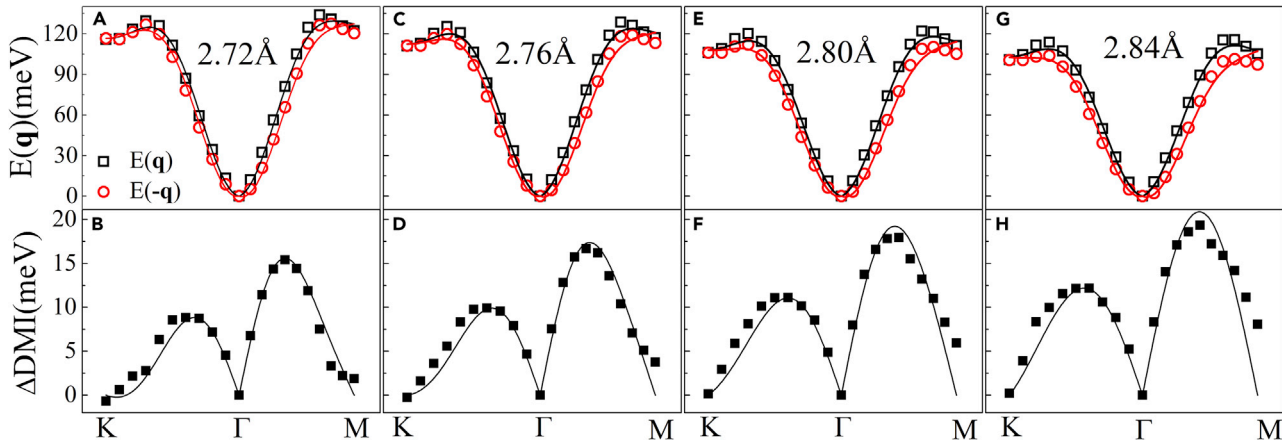 A
C
E
G
2.72Å
2.76Å
2.80Å
2.84Å
E(q)(meV)
120
90
60
30
0
E(q)
E(-q)
B
D
F
H
ΔDMI(meV)
20
15
10
5
0
K
Γ
M
K
Γ
M
K
Γ
M
K
Γ
M